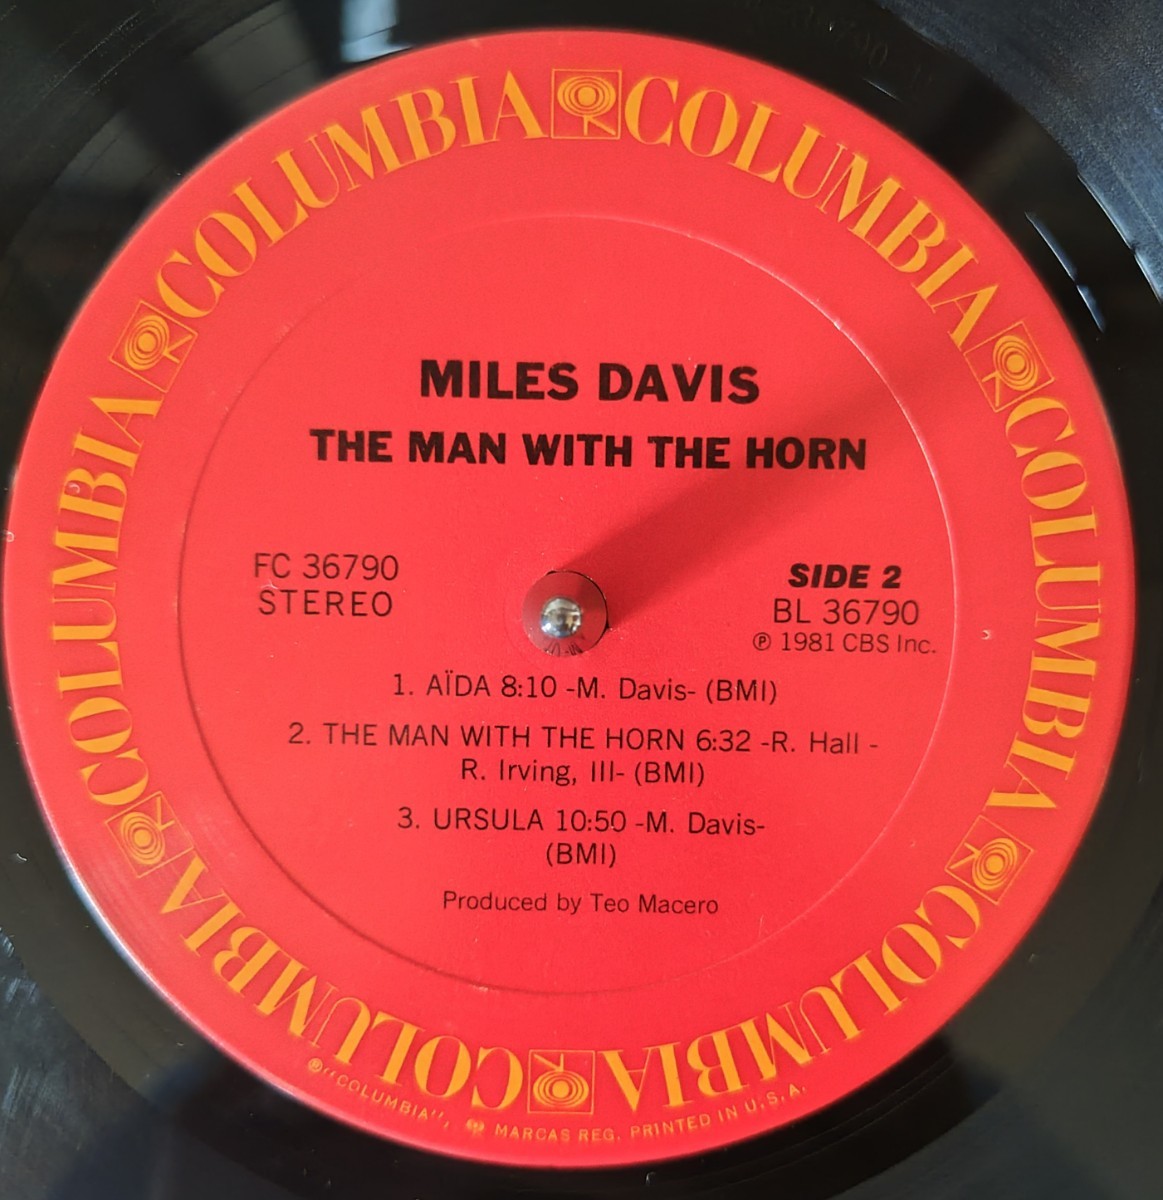 COLUMBIA COLUMBIA COLUMBIA COLUMBIA COLUMBIA COLUMBIA
MILES DAVIS
THE MAN WITH THE HORN
FC 36790
STEREO
SIDE 2
BL 36790
℗ 1981 CBS Inc.
1. AÏDA 8:10 -M. Davis- (BMI)
2. THE MAN WITH THE HORN 6:32 -R. Hall -
R. Irving, III- (BMI)
3. URSULA 10:50 -M. Davis-
(BMI)
Produced by Teo Macero
®"COLUMBIA", MARCAS REG. PRINTED IN U.S.A.